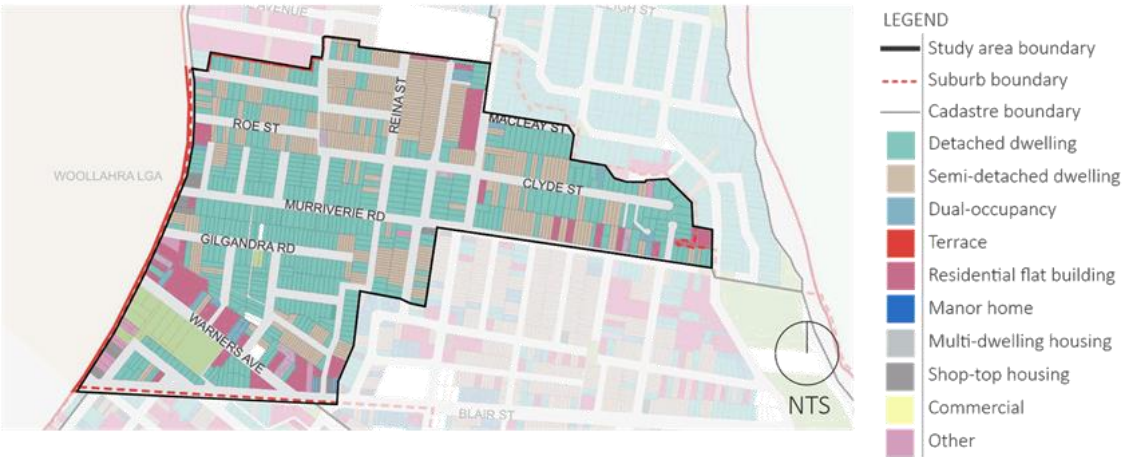 AVENUE
LEIGH ST
REINA ST
MACLEAY ST
ROE ST
WOOLLAHRA LGA
CLYDE ST
MURRIVERIE RD
GILGANDRA RD
WARNERS AVE
BLAIR ST
NTS
LEGEND
Study area boundary
Suburb boundary
Cadastre boundary
Detached dwelling
Semi-detached dwelling
Dual-occupancy
Terrace
Residential flat building
Manor home
Multi-dwelling housing
Shop-top housing
Commercial
Other